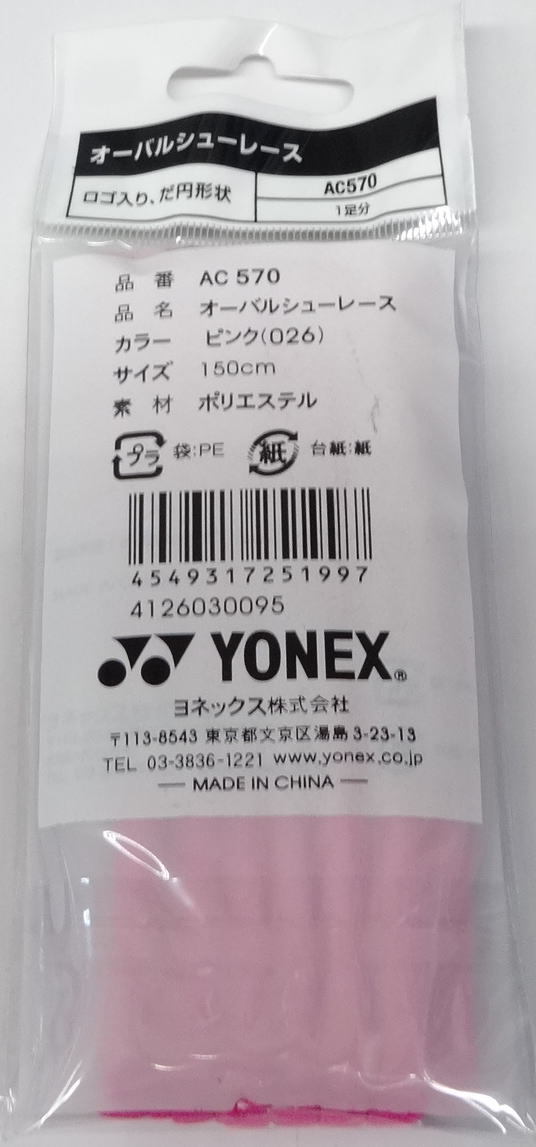 オーバルシューレース
ロゴ入り、だ円形状
AC570
1足分
品 番 AC 570
品 名 オーバルシューレース
カラー ピンク(026)
サイズ 150cm
素 材 ポリエステル
プラ 袋:PE 紙 台紙:紙
4549317251997
4126030095
YONEX®
ヨネックス株式会社
〒113-8543 東京都文京区湯島 3-23-13
TEL 03-3836-1221 www.yonex.co.jp
— MADE IN CHINA —